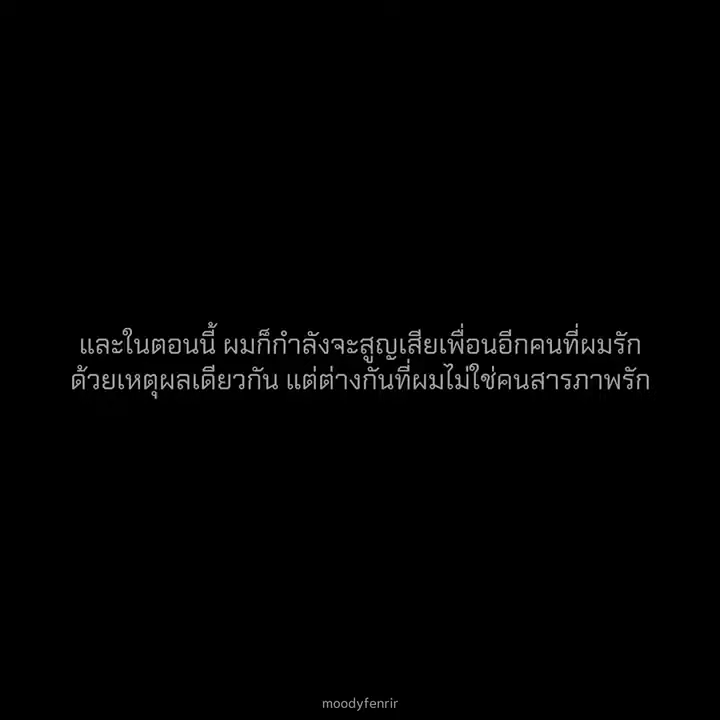 และในตอนนี้ ผมก็กำลังจะสูญเสียเพื่อนอีกคนที่ผมรัก
ด้วยเหตุผลเดียวกัน แต่ต่างกันที่ผมไม่ใช่คนสารภาพรัก
moodyfenrir